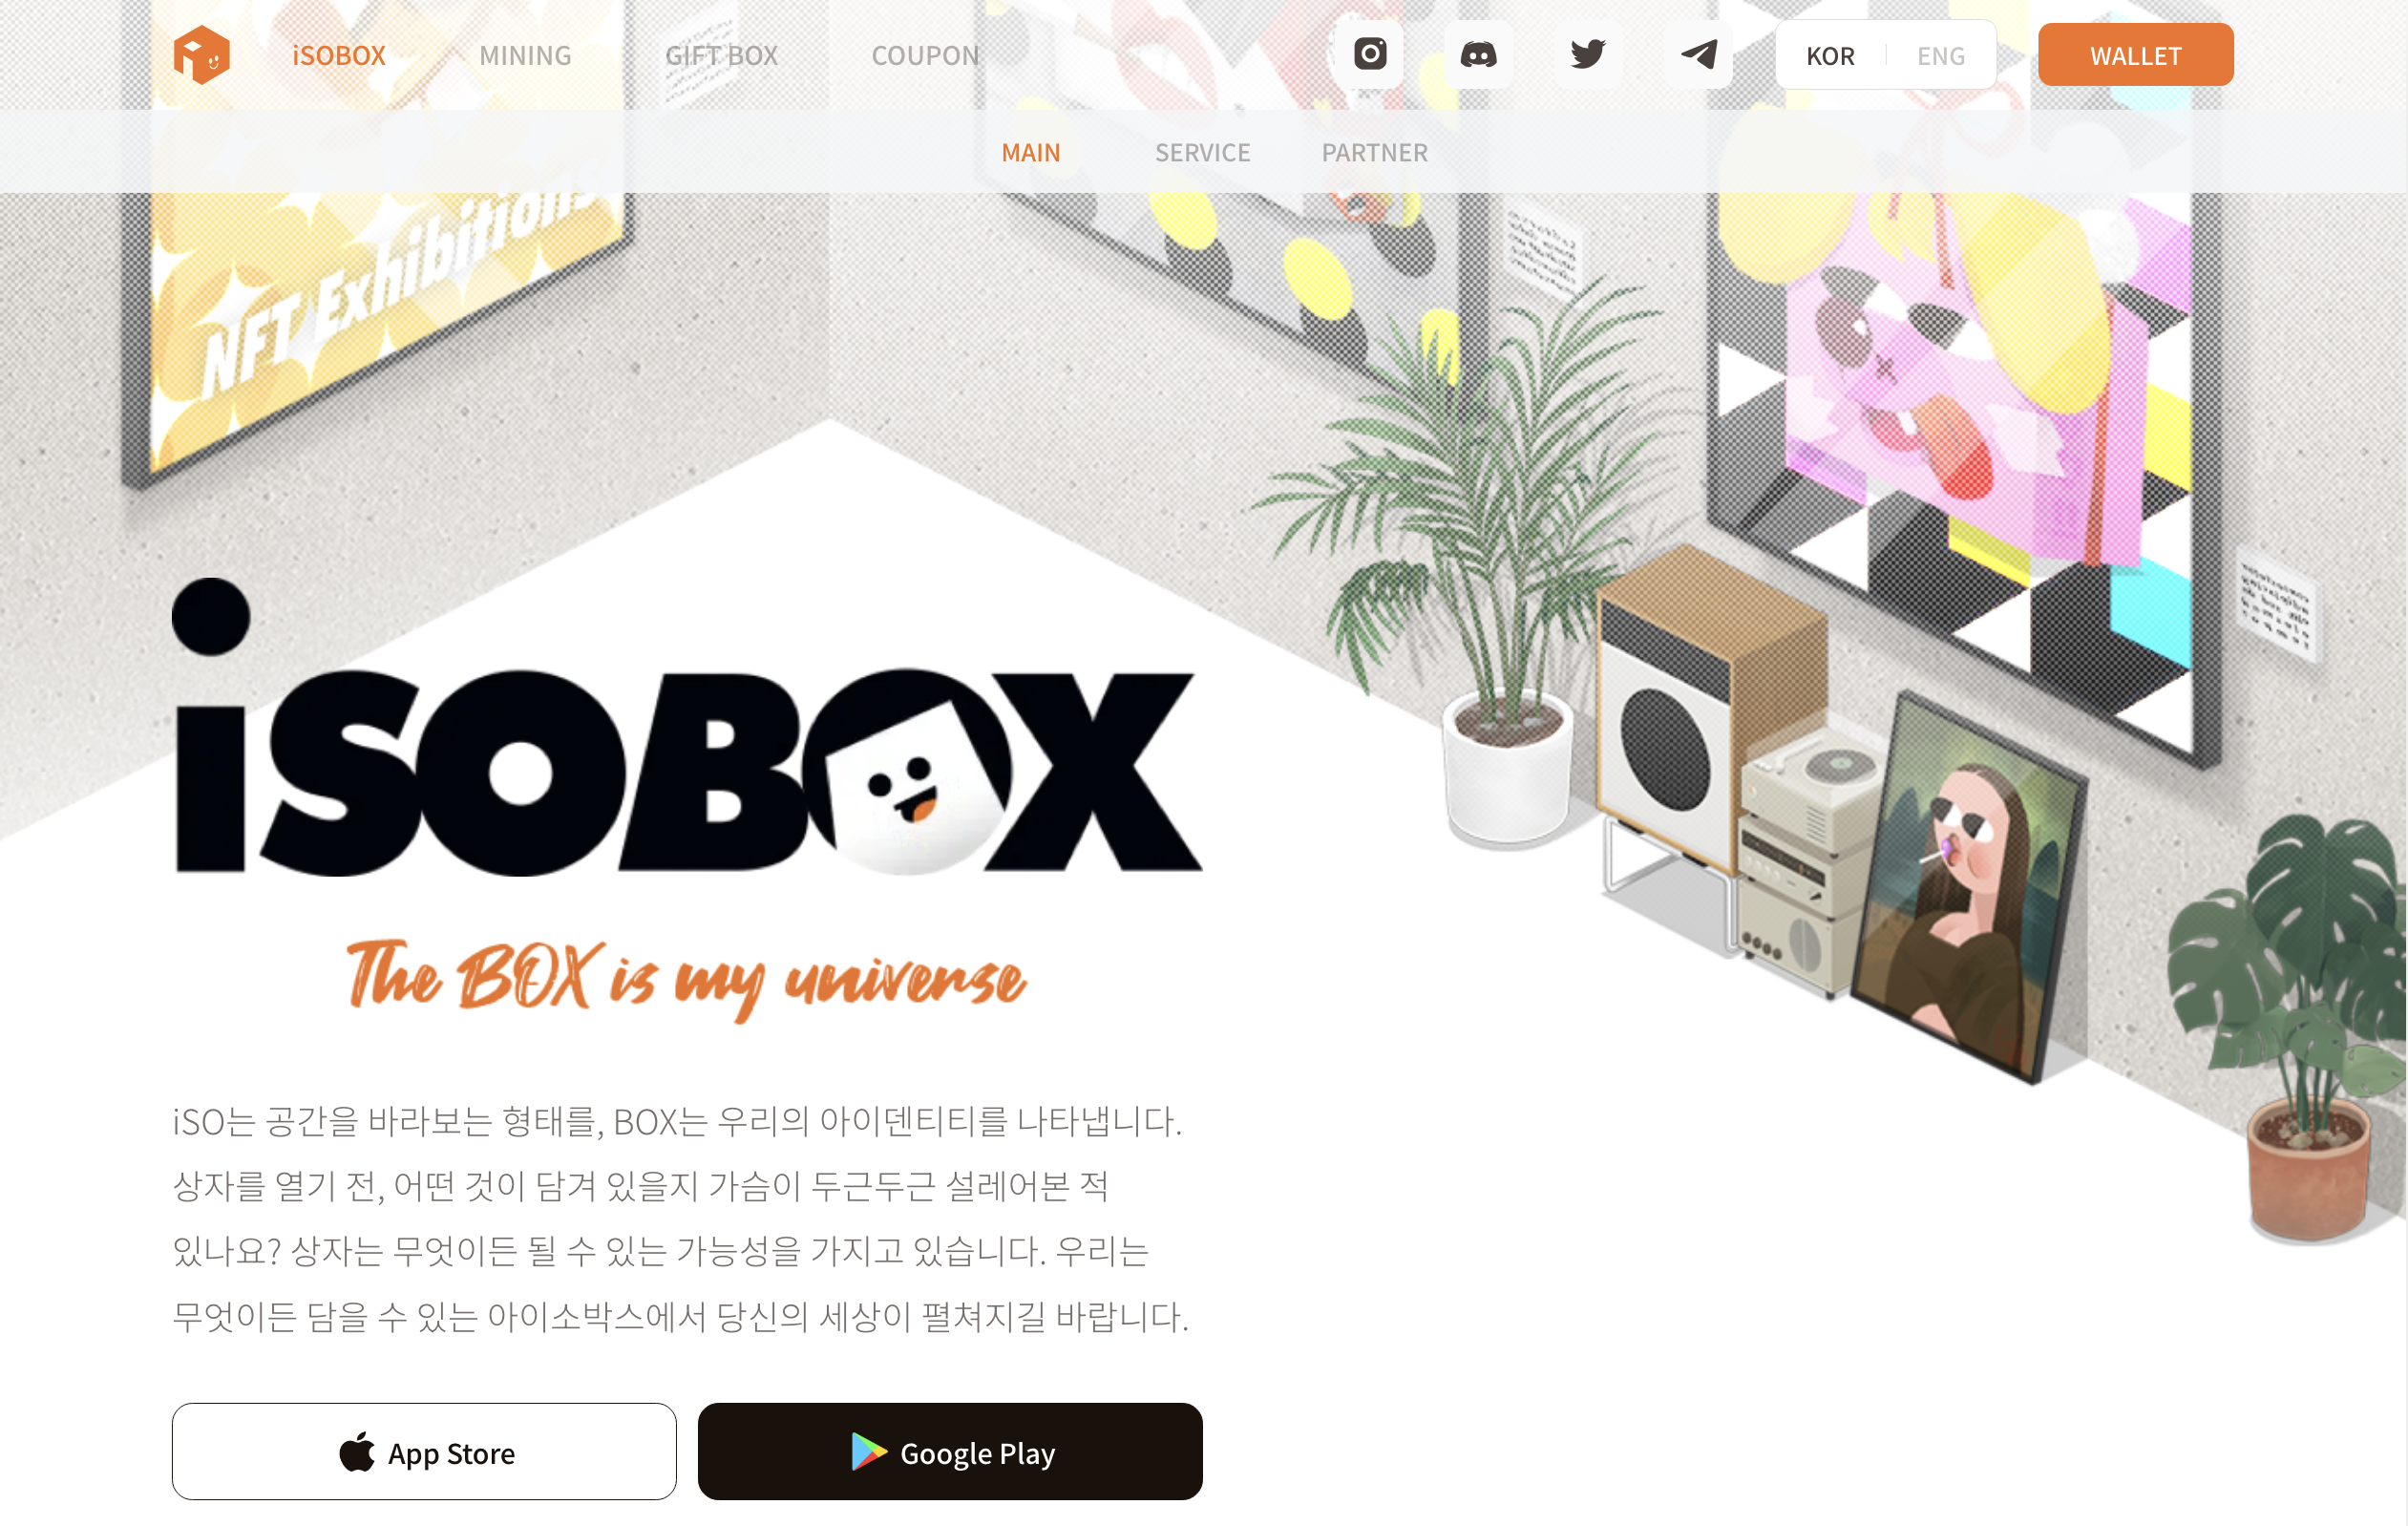 iSOBOX MINING GIFT BOX COUPON KOR ENG WALLET
MAIN SERVICE PARTNER
NFT Exhibitions
iSOBOX
The BOX is my universe
iSO는 공간을 바라보는 형태를, BOX는 우리의 아이덴티티를 나타냅니다.
상자를 열기 전, 어떤 것이 담겨 있을지 가슴이 두근두근 설레어본 적
있나요? 상자는 무엇이든 될 수 있는 가능성을 가지고 있습니다. 우리는
무엇이든 담을 수 있는 아이소박스에서 당신의 세상이 펼쳐지길 바랍니다.
App Store
Google Play